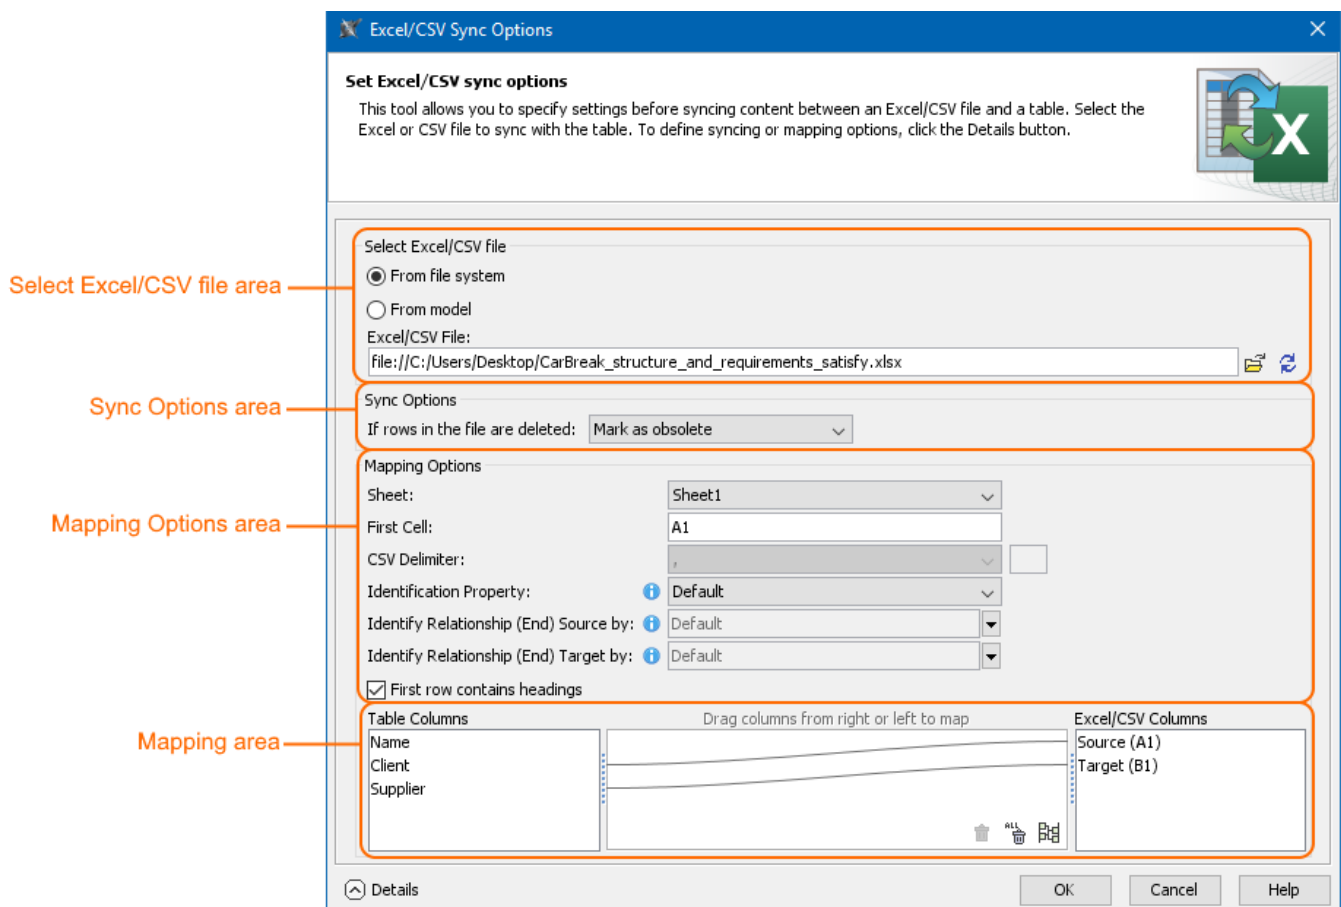 Excel/CSV Sync Options
Set Excel/CSV sync options
This tool allows you to specify settings before syncing content between an Excel/CSV file and a table. Select the
Excel or CSV file to sync with the table. To define syncing or mapping options, click the Details button.
X
Select Excel/CSV file area
Select Excel/CSV file
From file system
From model
Excel/CSV File:
file://C:/Users/Desktop/CarBreak_structure_and_requirements_satisfy.xlsx
Sync Options area
Sync Options
If rows in the file are deleted: Mark as obsolete
Mapping Options area
Mapping Options
Sheet: Sheet1
First Cell: A1
CSV Delimiter: ,
Identification Property: Default
Identify Relationship (End) Source by: Default
Identify Relationship (End) Target by: Default
First row contains headings
Mapping area
Table Columns Drag columns from right or left to map Excel/CSV Columns
Name Source (A1)
Client Target (B1)
Supplier
ALL
Details OK Cancel Help